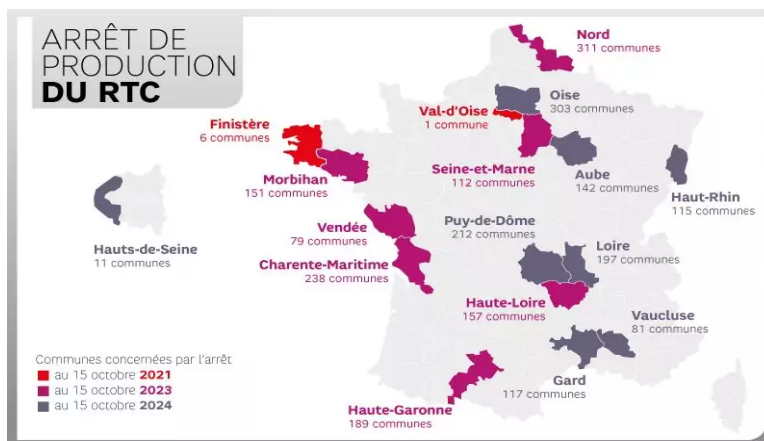 ARRÊT DE
PRODUCTION
DU RTC
Nord
311 communes
Oise
303 communes
Val-d'Oise
1 commune
Finistère
6 communes
Seine-et-Marne
112 communes
Aube
142 communes
Haut-Rhin
115 communes
Morbihan
151 communes
Hauts-de-Seine
11 communes
Vendée
79 communes
Puy-de-Dôme
212 communes
Loire
197 communes
Charente-Maritime
238 communes
Haute-Loire
157 communes
Vaucluse
81 communes
Gard
117 communes
Haute-Garonne
189 communes
Communes concernées par l'arrêt
au 15 octobre 2021
au 15 octobre 2023
au 15 octobre 2024